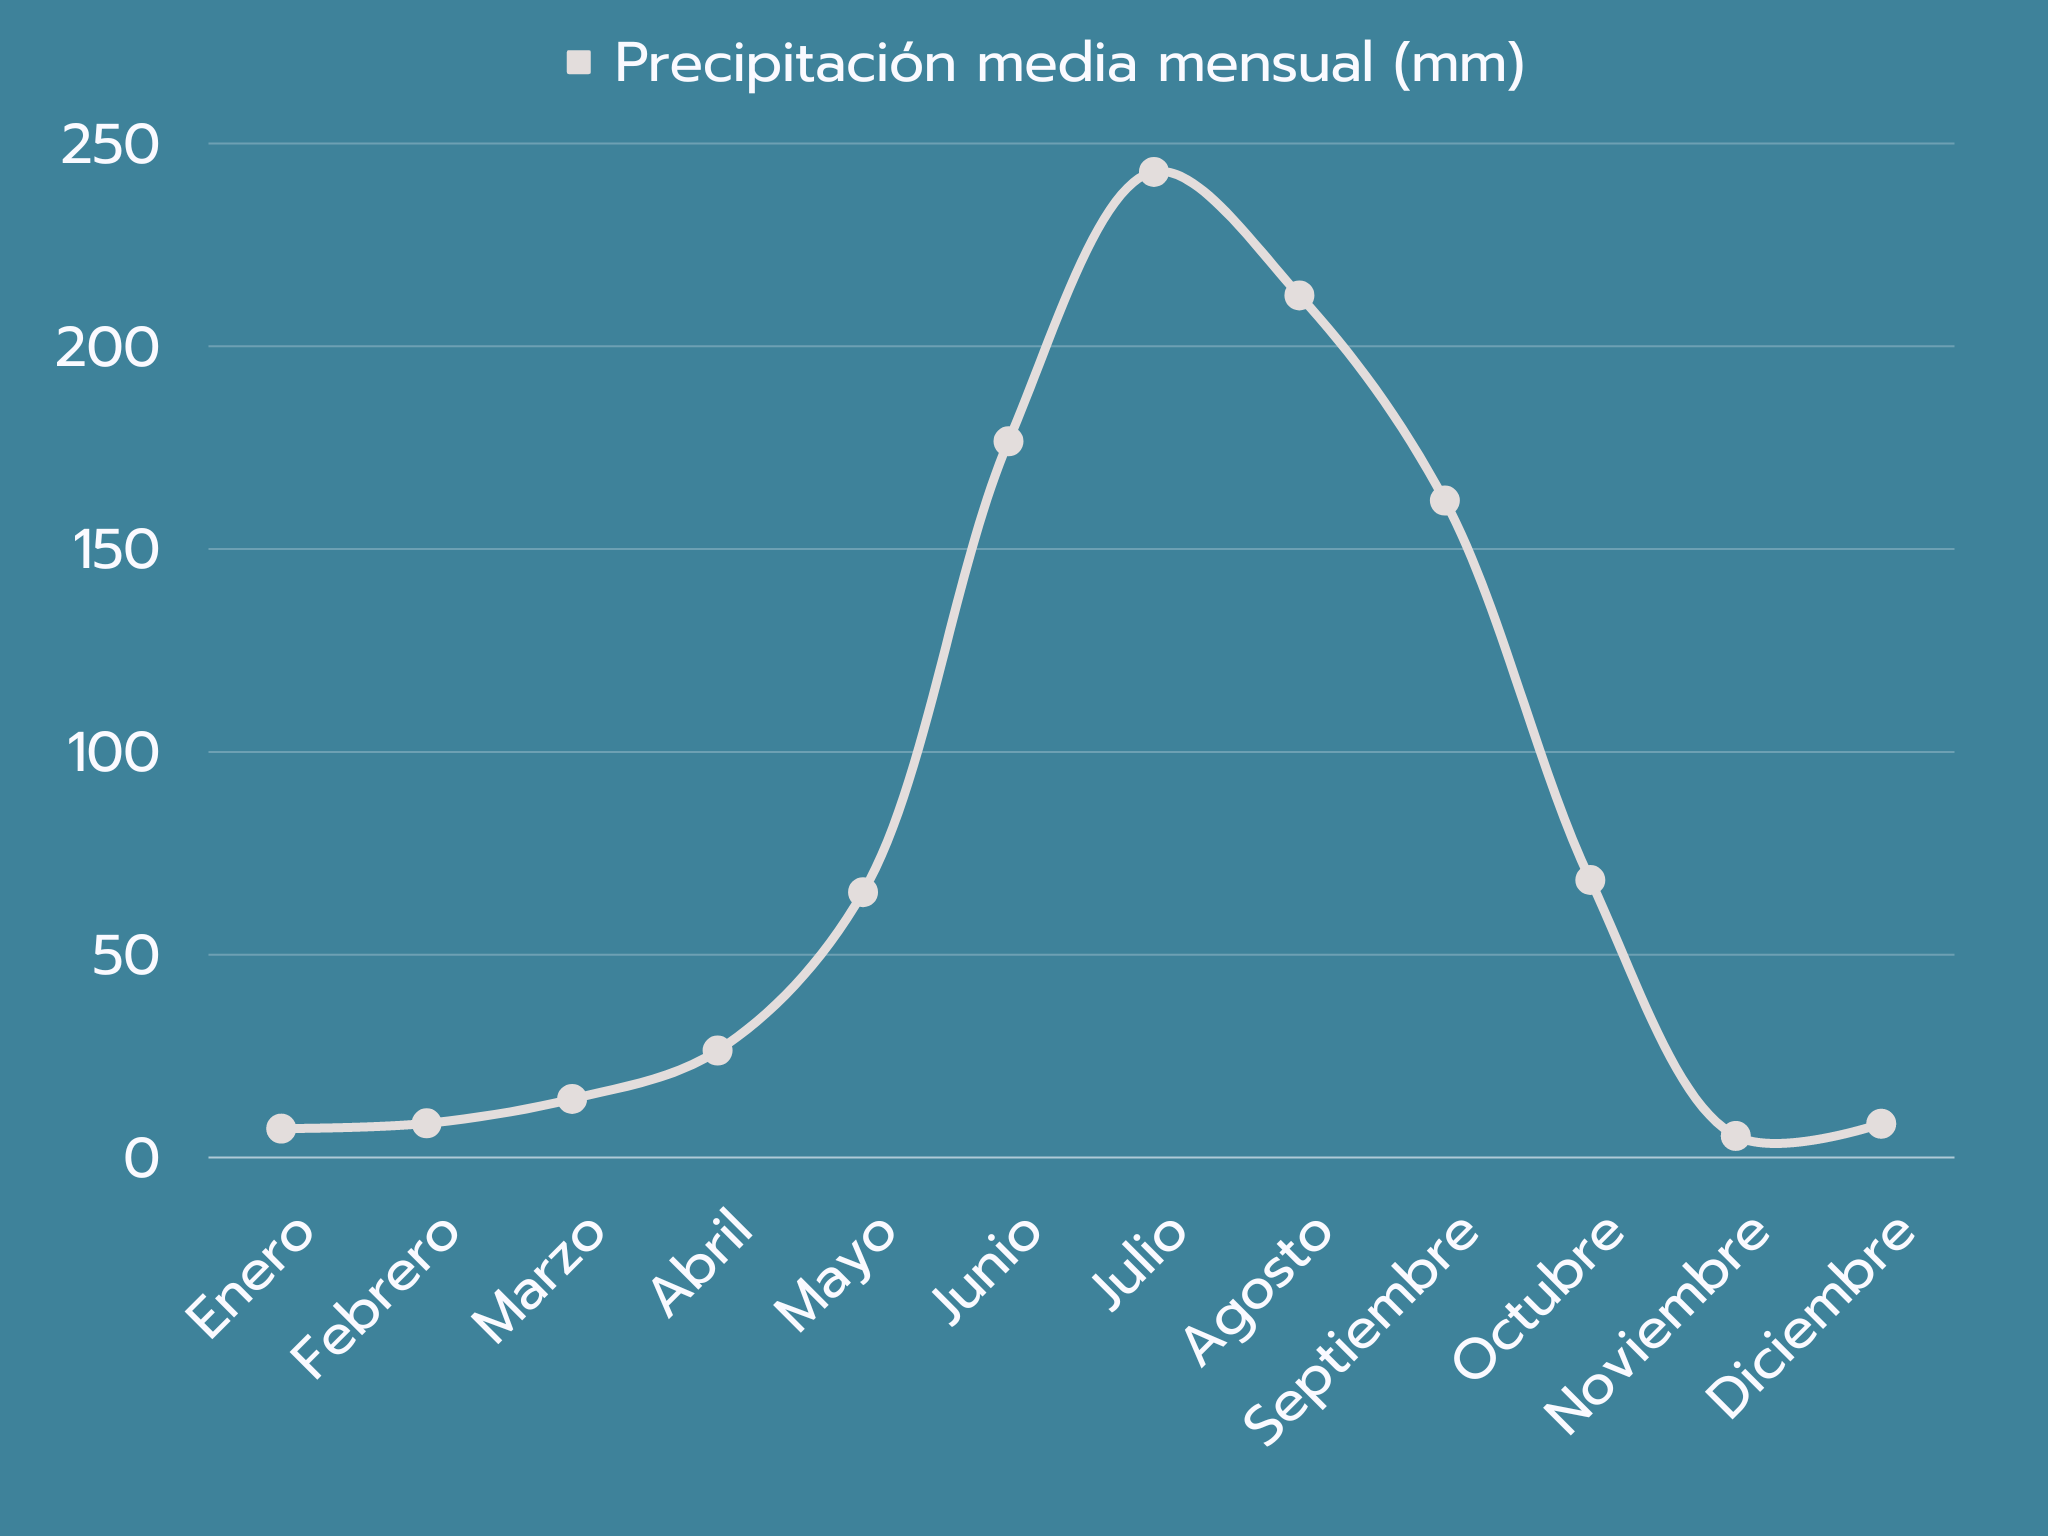 Precipitación media mensual (mm)
250
200
150
100
50
0
Enero
Febrero
Marzo
Abril
Mayo
Junio
Julio
Agosto
Septiembre
Octubre
Noviembre
Diciembre